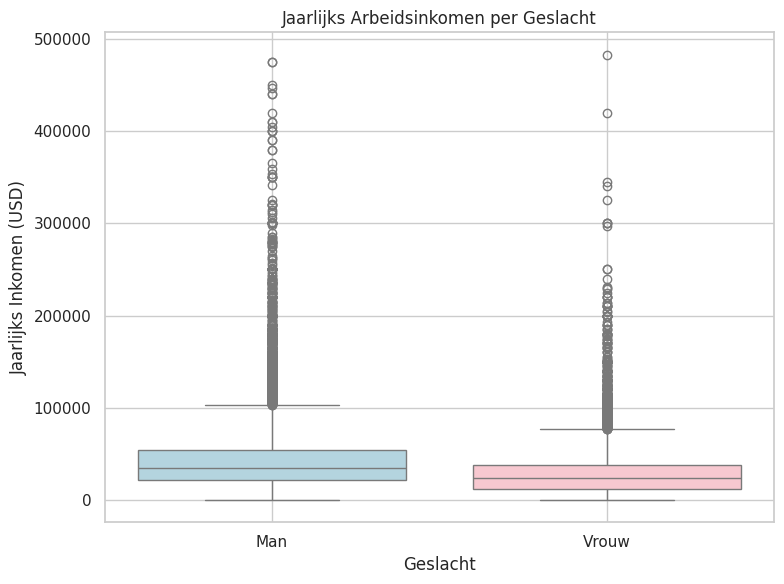 Jaarlijks Arbeidsinkomen per Geslacht
Jaarlijks Inkomen (USD)
500000
400000
300000
200000
100000
0
Man
Vrouw
Geslacht